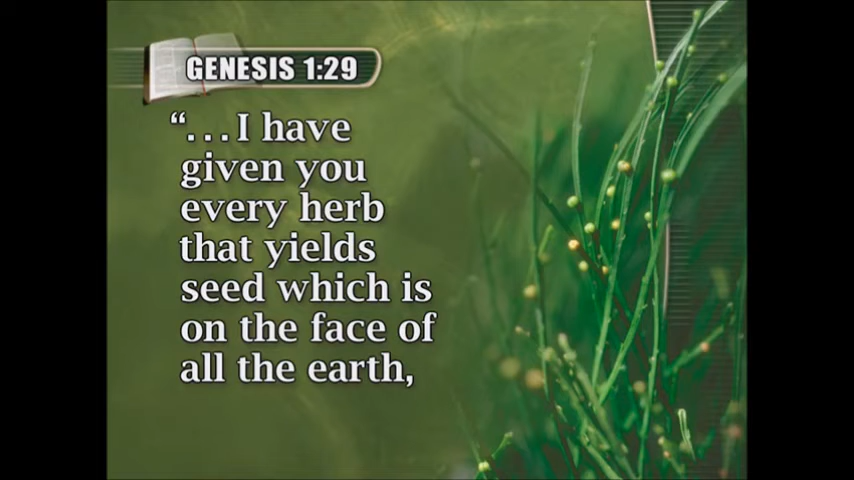 GENESIS 1:29
“...I have
given you
every herb
that yields
seed which is
on the face of
all the earth,